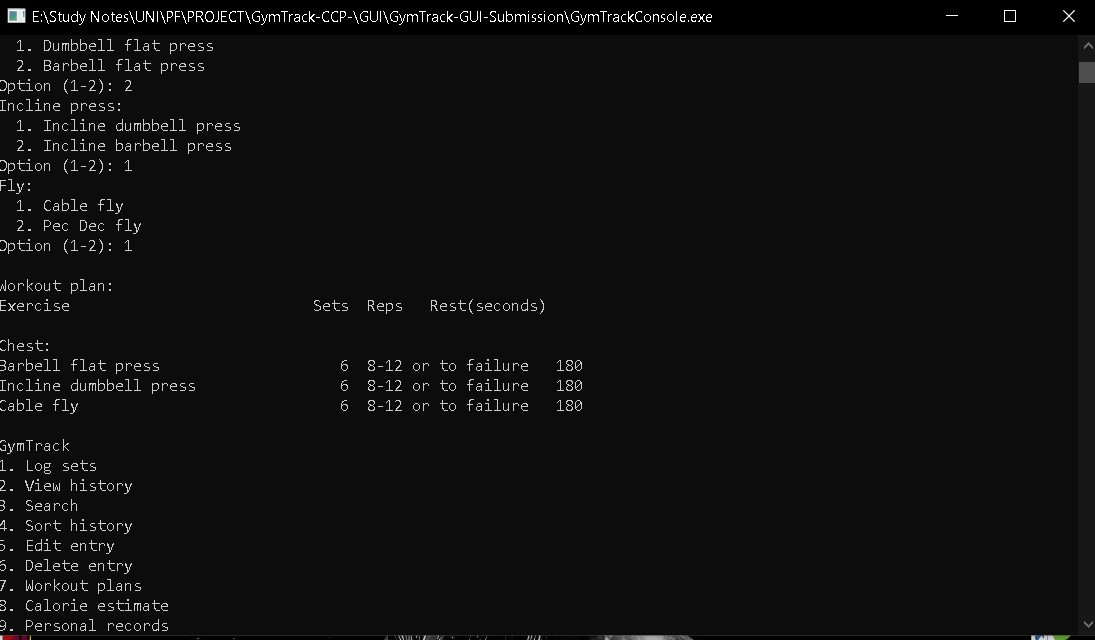 E:\Study Notes\UNI\PF\PROJECT\GymTrack-CCP-\GUI\GymTrack-GUI-Submission\GymTrackConsole.exe
1. Dumbbell flat press
2. Barbell flat press
Option (1-2): 2
Incline press:
1. Incline dumbbell press
2. Incline barbell press
Option (1-2): 1
Fly:
1. Cable fly
2. Pec Dec fly
Option (1-2): 1
Workout plan:
Exercise Sets Reps Rest(seconds)
Chest:
Barbell flat press 6 8-12 or to failure 180
Incline dumbbell press 6 8-12 or to failure 180
Cable fly 6 8-12 or to failure 180
GymTrack
1. Log sets
2. View history
3. Search
4. Sort history
5. Edit entry
6. Delete entry
7. Workout plans
8. Calorie estimate
9. Personal records